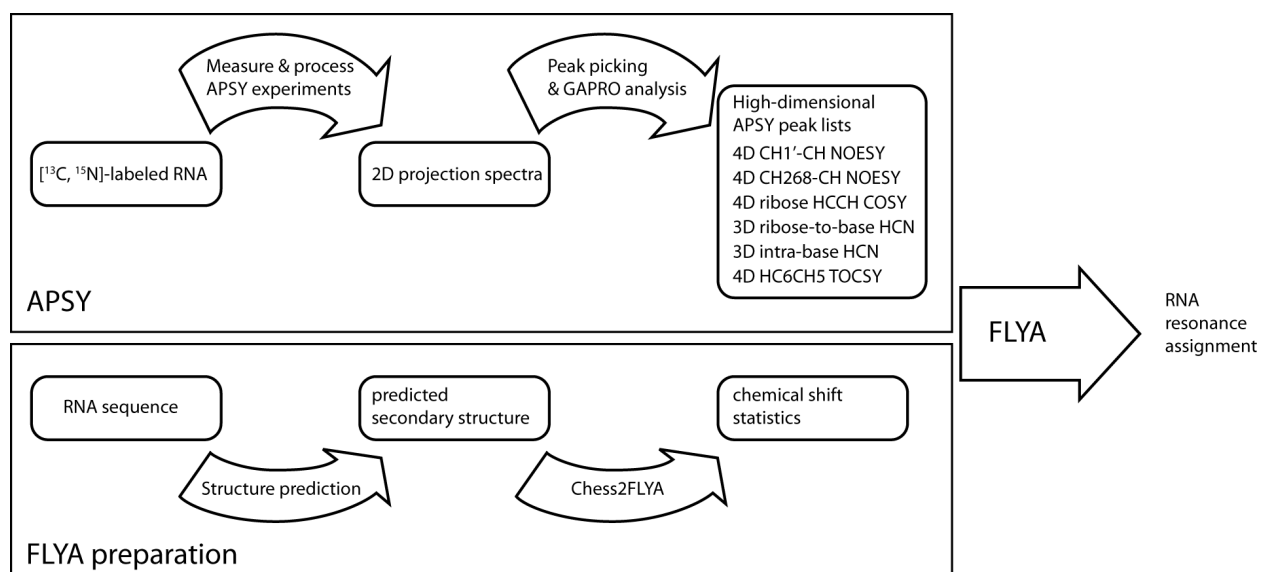 Measure & process
APSY experiments
Peak picking
& GAPRO analysis
[¹³C, ¹⁵N]-labeled RNA
2D projection spectra
High-dimensional
APSY peak lists
4D CH1'-CH NOESY
4D CH268-CH NOESY
4D ribose HCCH COSY
3D ribose-to-base HCN
3D intra-base HCN
4D HC6CH5 TOCSY
APSY
RNA sequence
predicted
secondary structure
chemical shift
statistics
Structure prediction
Chess2FLYA
FLYA preparation
FLYA
RNA
resonance
assignment